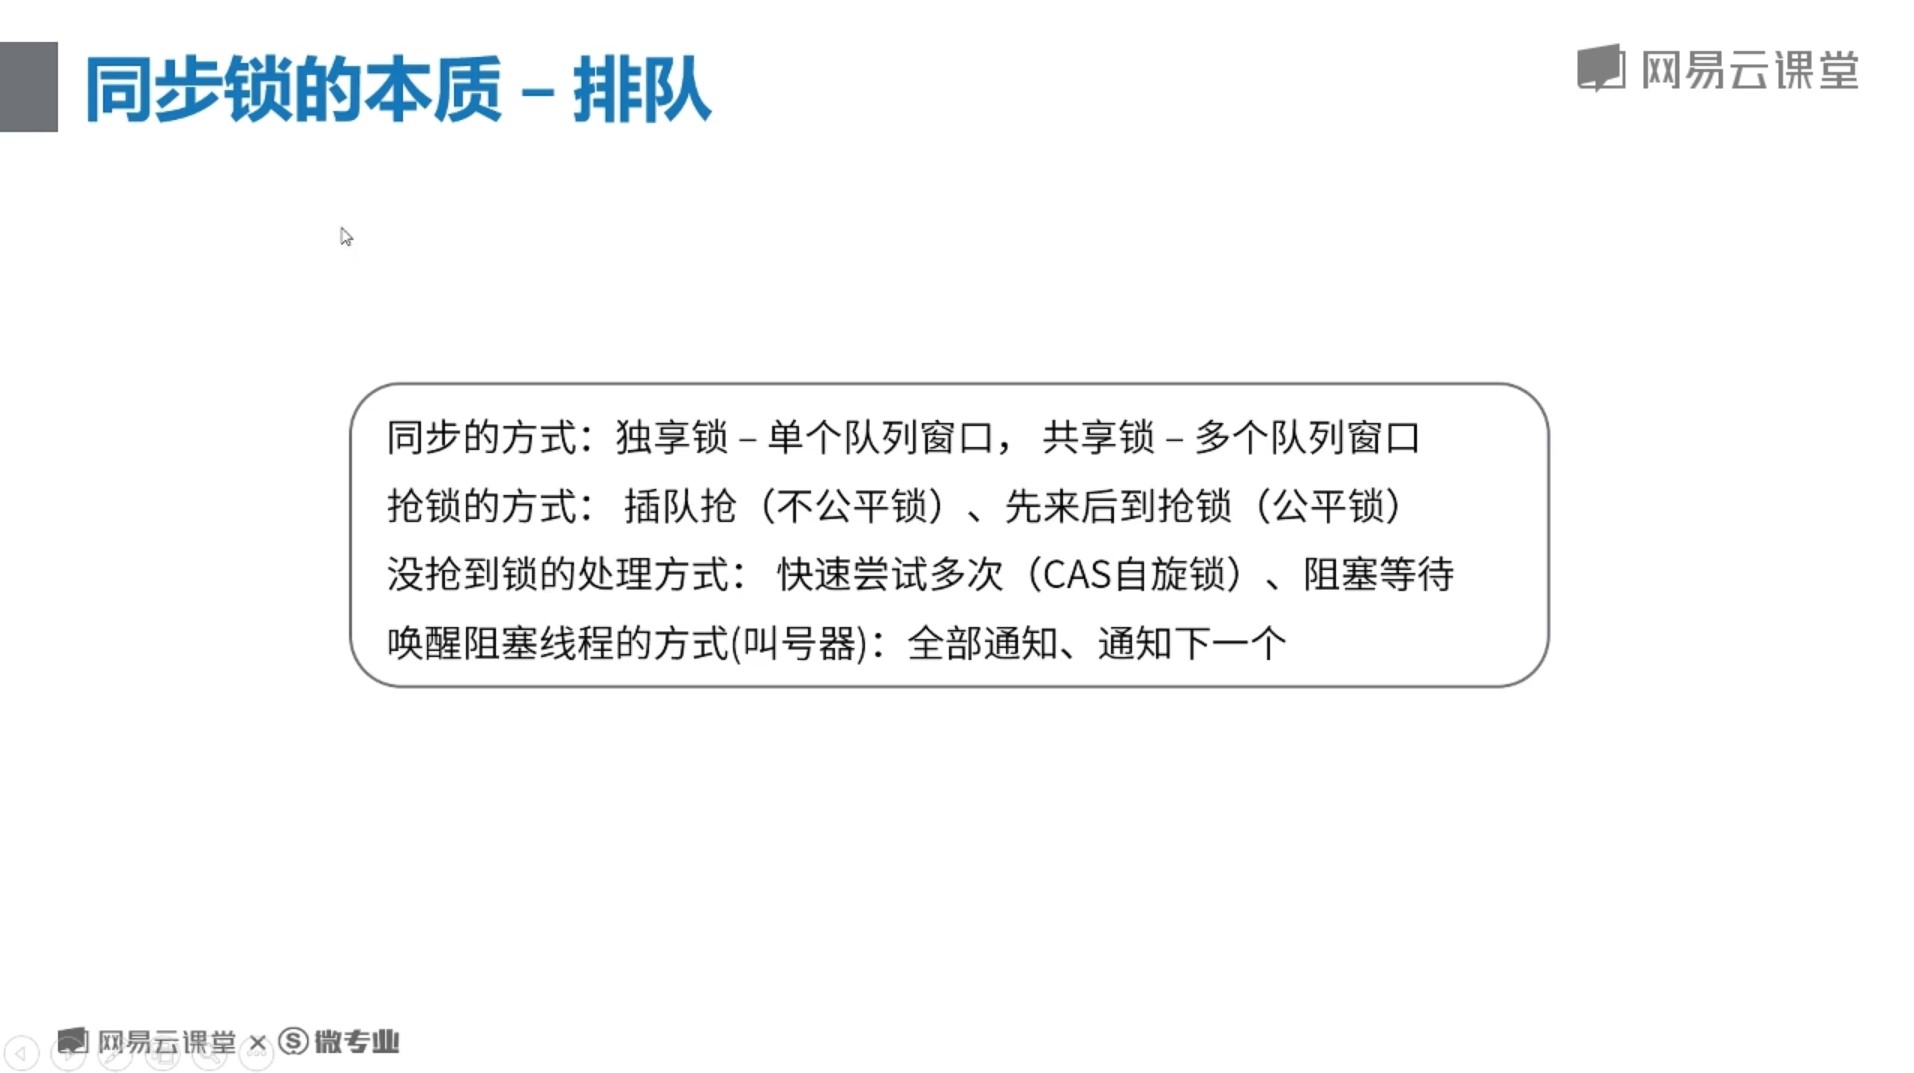 同步锁的本质 – 排队
网易云课堂
同步的方式：独享锁 – 单个队列窗口， 共享锁 – 多个队列窗口
抢锁的方式： 插队抢（不公平锁）、先来后到抢锁（公平锁）
没抢到锁的处理方式： 快速尝试多次（CAS自旋锁）、阻塞等待
唤醒阻塞线程的方式(叫号器)：全部通知、通知下一个
网易云课堂 × S 微专业